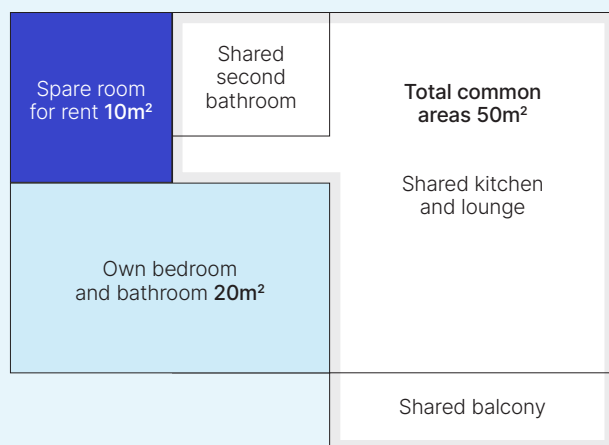 Spare room
for rent 10m²
Shared
second
bathroom
Total common
areas 50m²
Shared kitchen
and lounge
Own bedroom
and bathroom 20m²
Shared balcony